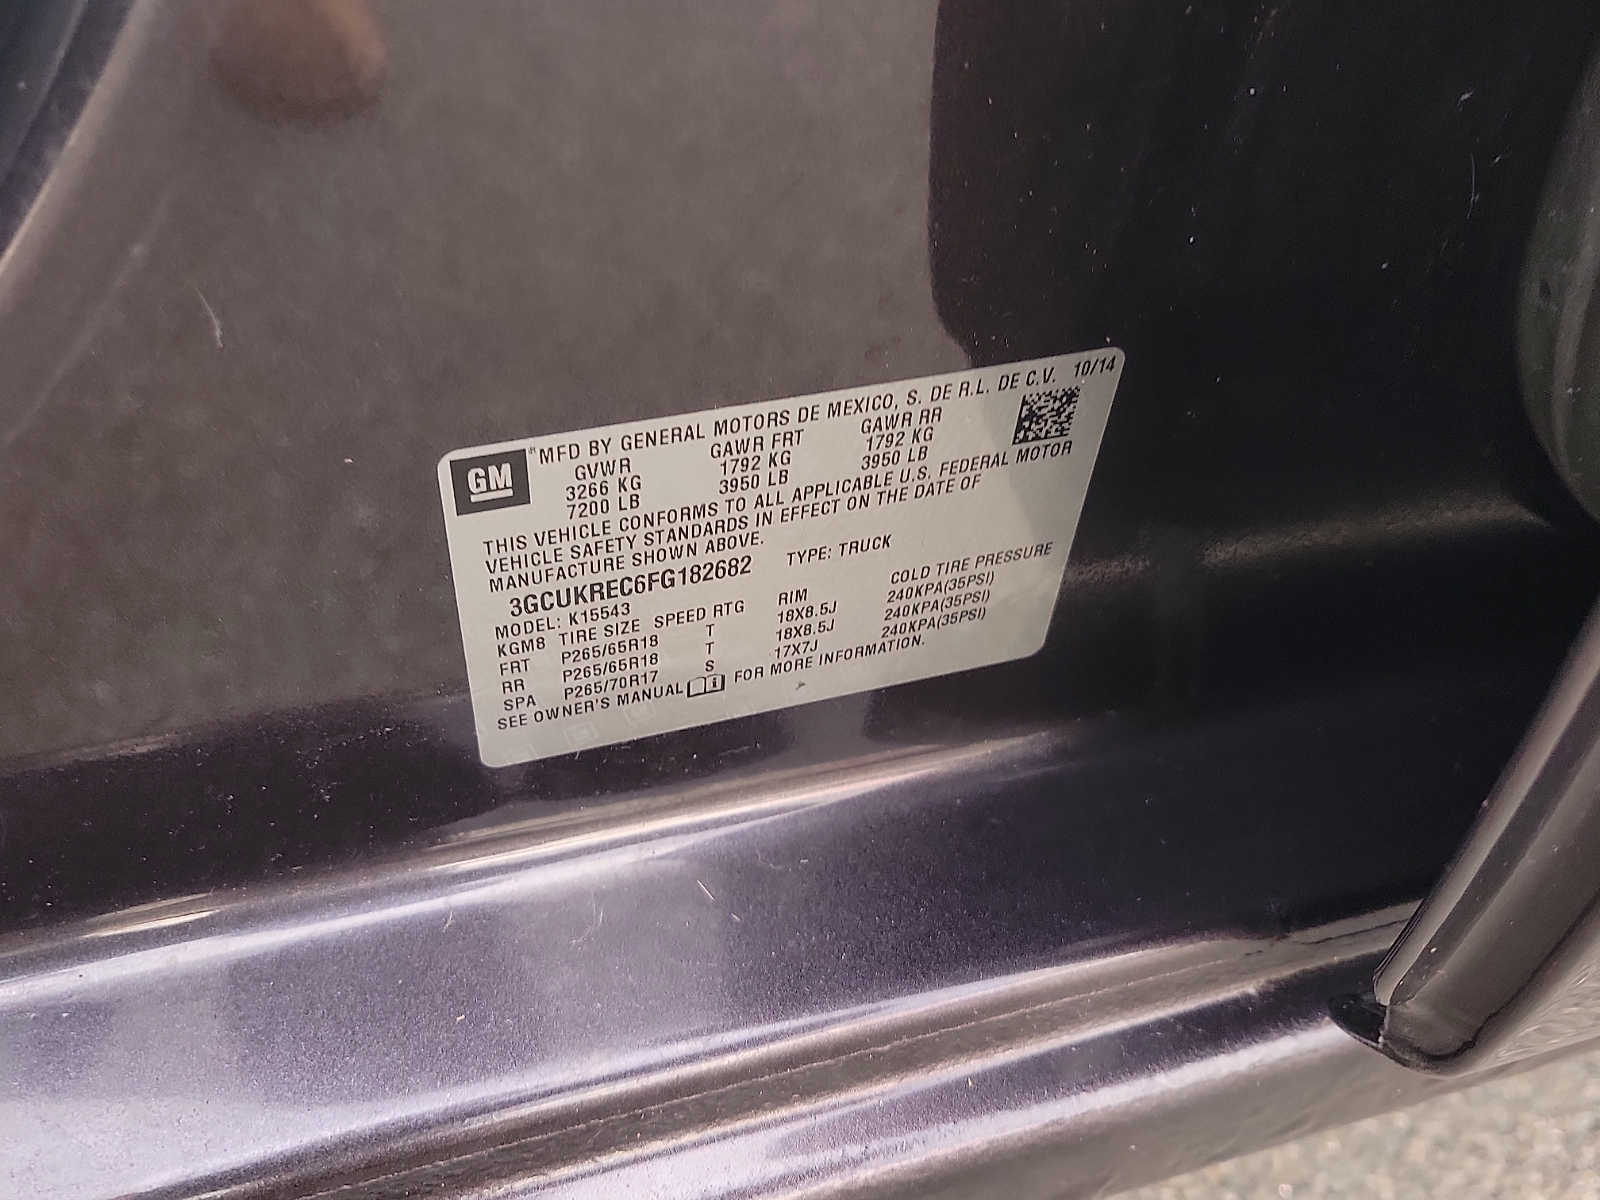 MFD BY GENERAL MOTORS DE MEXICO, S. DE R.L. DE C.V. 10/14
GM
GVWR GAWR FRT GAWR RR
3266 KG 1792 KG 1792 KG
7200 LB 3950 LB 3950 LB
THIS VEHICLE CONFORMS TO ALL APPLICABLE U.S. FEDERAL MOTOR
VEHICLE SAFETY STANDARDS IN EFFECT ON THE DATE OF
MANUFACTURE SHOWN ABOVE.
3GCUKREC6FG182682 TYPE: TRUCK
MODEL: K15543
KGM8 TIRE SIZE SPEED RTG RIM COLD TIRE PRESSURE
FRT P265/65R18 T 18X8.5J 240KPA(35PSI)
RR P265/65R18 T 18X8.5J 240KPA(35PSI)
SPA P265/70R17 S 17X7J 240KPA(35PSI)
SEE OWNER'S MANUAL FOR MORE INFORMATION.